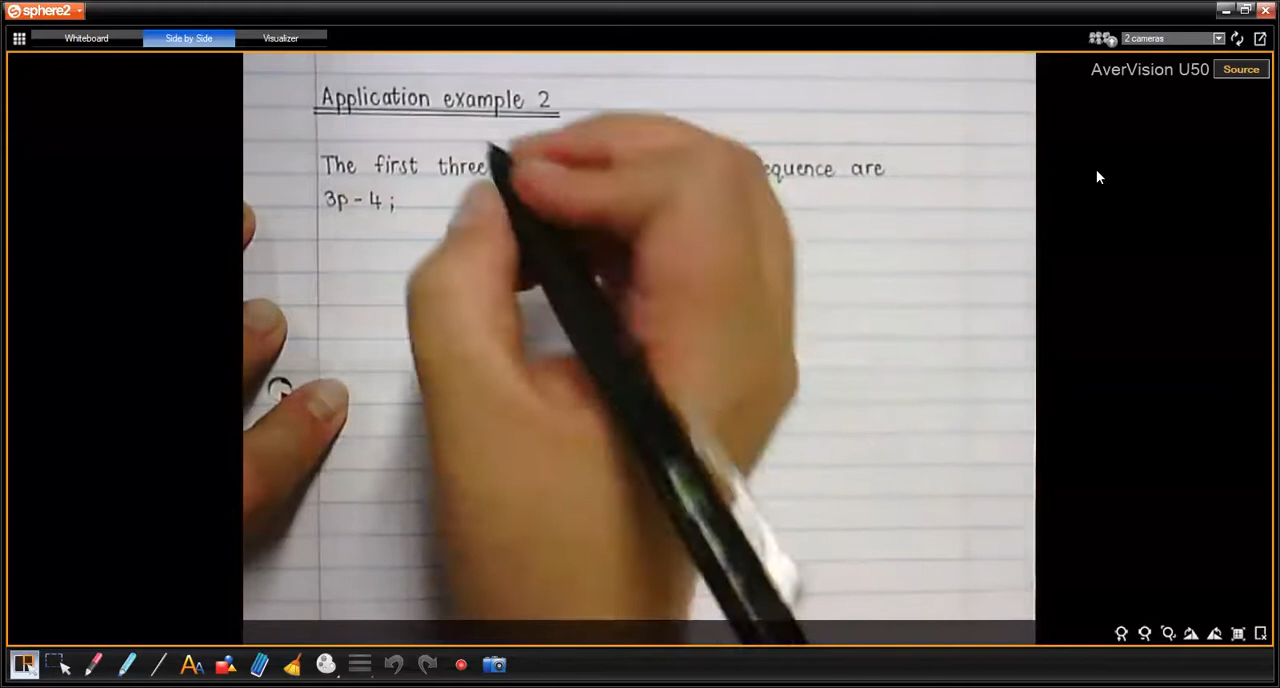 sphere2
Whiteboard
Side by Side
Visualizer
2 cameras
AverVision U50
Source
Application example 2
The first three equence are
3p - 4 ;